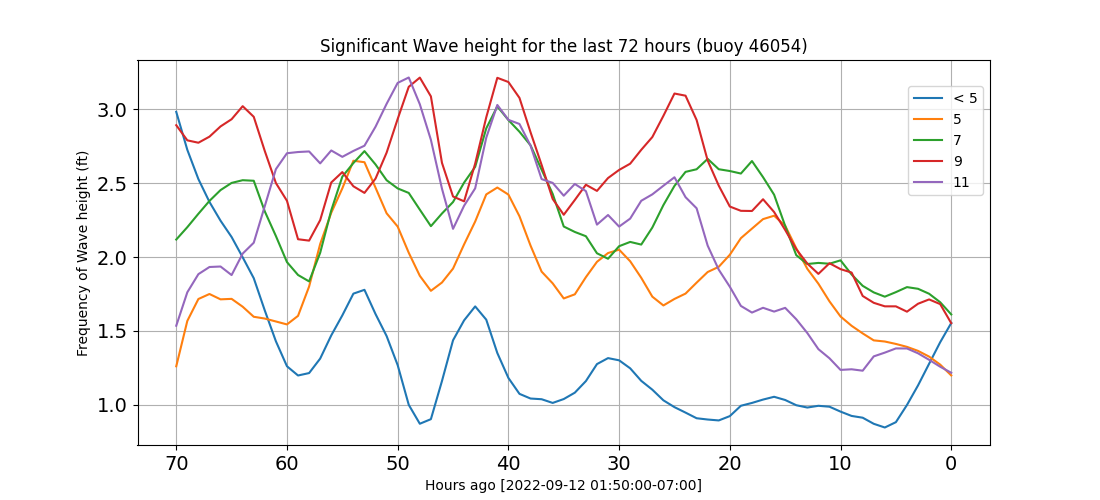 Significant Wave height for the last 72 hours (buoy 46054)
Frequency of Wave height (ft)
3.0
2.5
2.0
1.5
1.0
< 5
5
7
9
11
70 60 50 40 30 20 10 0
Hours ago [2022-09-12 01:50:00-07:00]